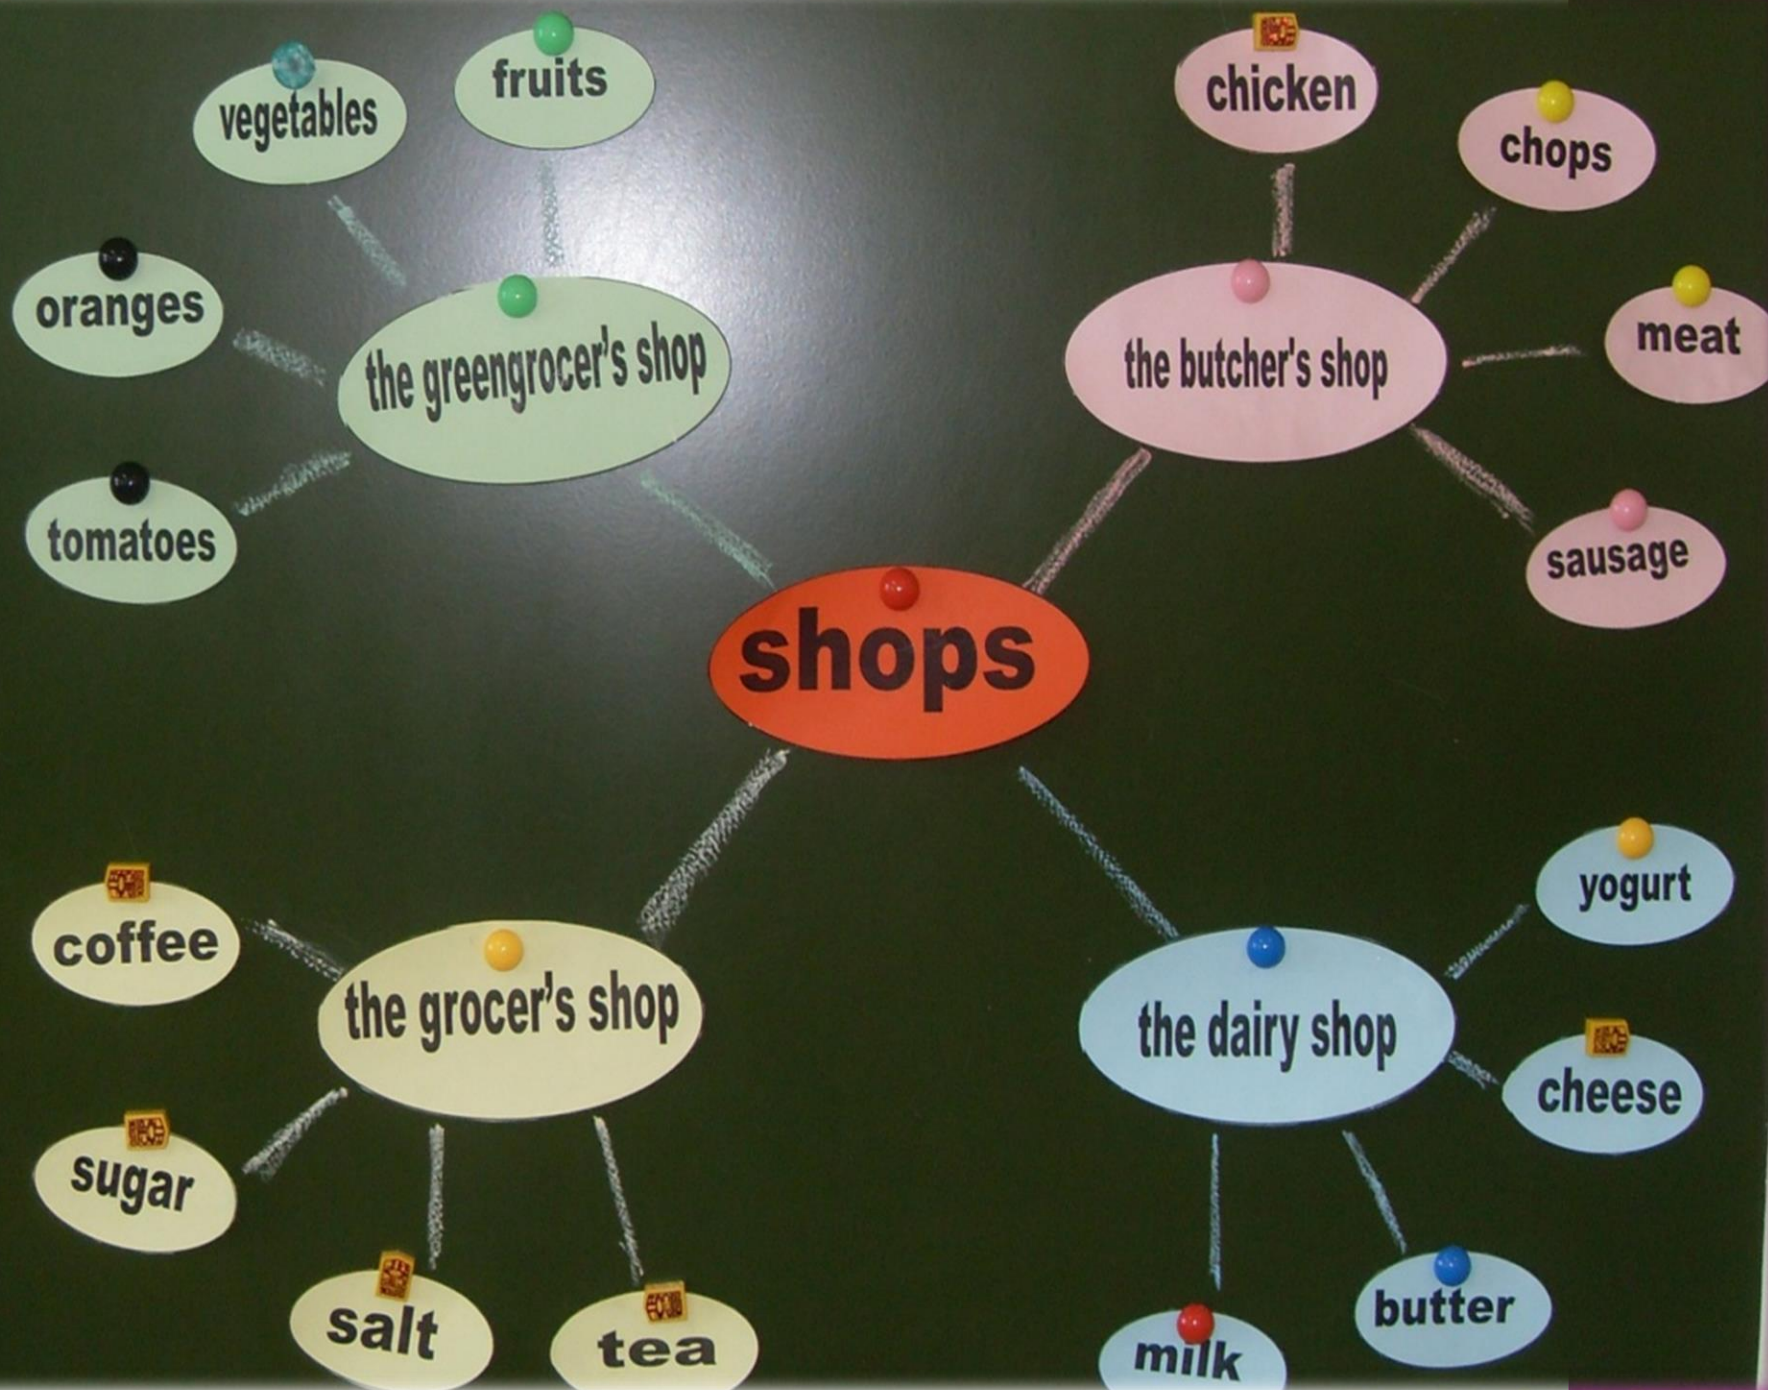 vegetables
fruits
oranges
the greengrocer's shop
tomatoes
chicken
chops
meat
the butcher's shop
sausage
shops
coffee
the grocer's shop
sugar
salt
tea
yogurt
the dairy shop
cheese
butter
milk